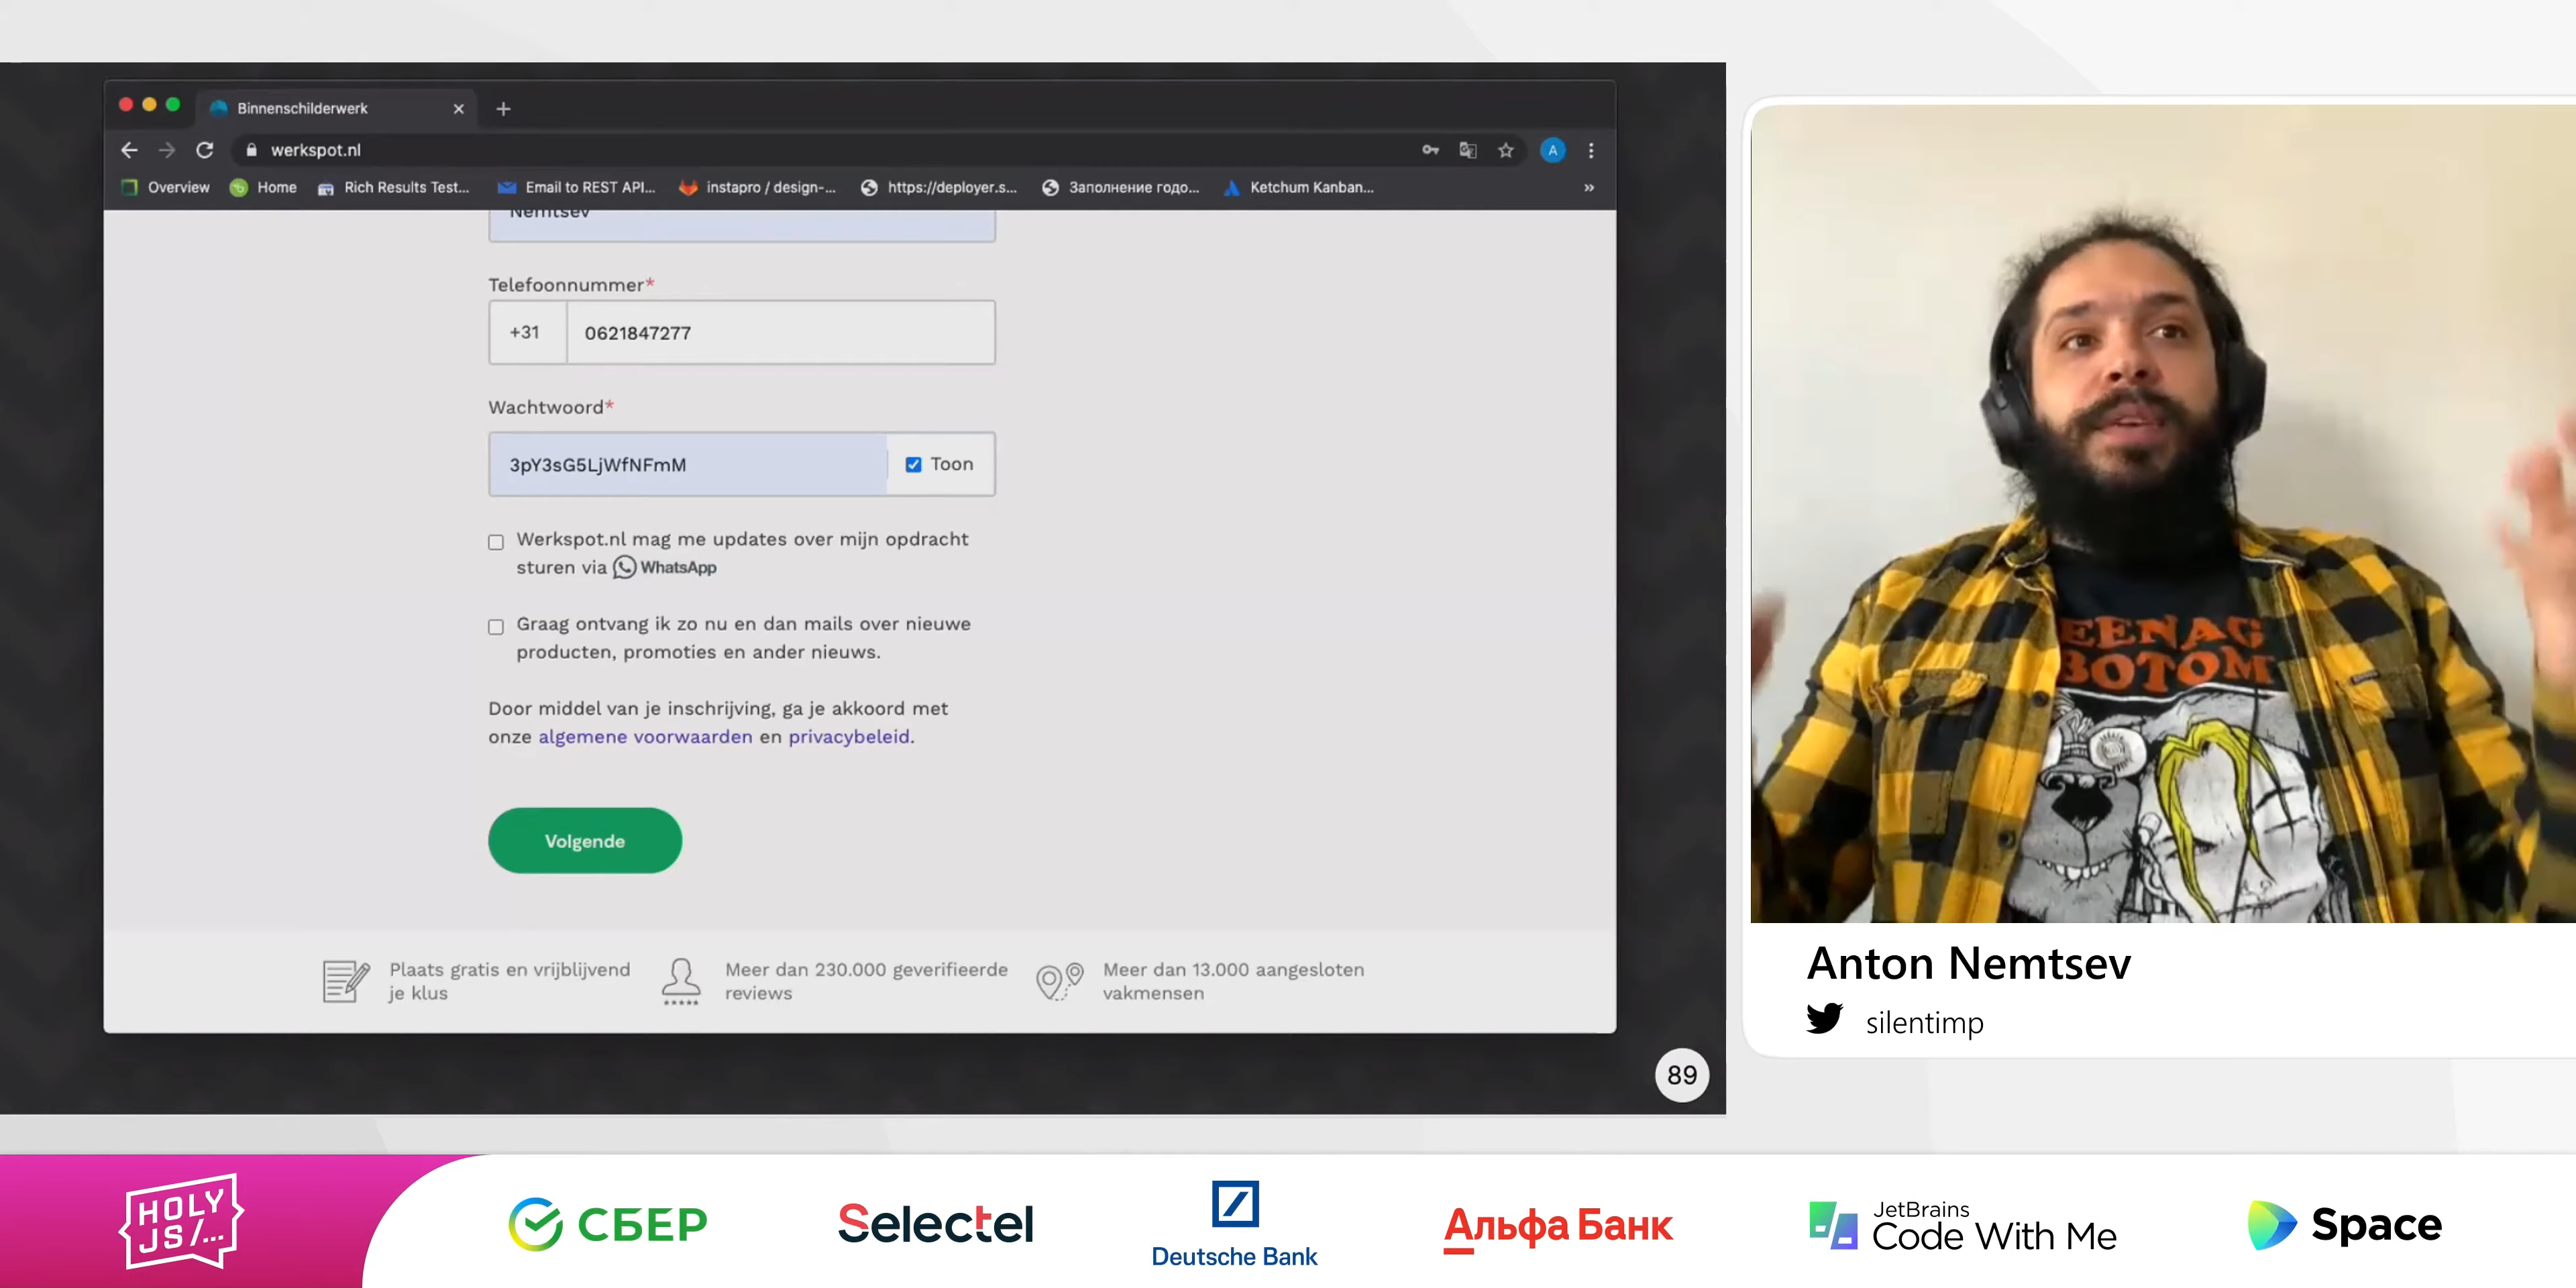 Binnenschilderwerk
werkspot.nl
A
Overview Home Rich Results Test... Email to REST API... instapro / design-... https://deployer.s... Заполнение годо... Ketchum Kanban... »
Nemtsev
Telefoonnummer*
+31 0621847277
Wachtwoord*
3pY3sG5LjWfNFmM Toon
Werkspot.nl mag me updates over mijn opdracht
sturen via WhatsApp
Graag ontvang ik zo nu en dan mails over nieuwe
producten, promoties en ander nieuws.
Door middel van je inschrijving, ga je akkoord met
onze algemene voorwaarden en privacybeleid.
Volgende
Plaats gratis en vrijblijvend
je klus
Meer dan 230.000 geverifieerde
reviews
Meer dan 13.000 aangesloten
vakmensen
89
EENAG
BOTOM
Anton Nemtsev
silentimp
HOLY
JS/...
СБЕР
Selectel
Deutsche Bank
Альфа Банк
JetBrains
Code With Me
Space